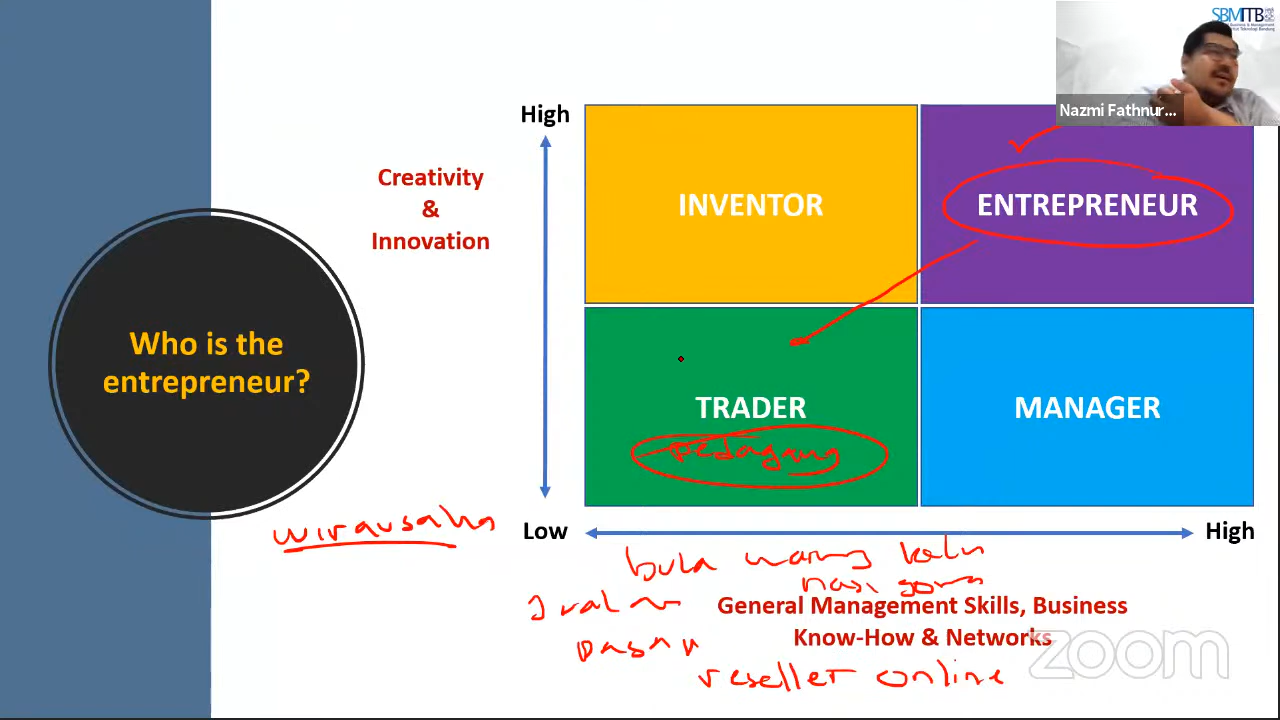 SBMITB
Nazmi Fathnur...
High
Creativity
&
Innovation
INVENTOR
ENTREPRENEUR
Who is the
entrepreneur?
TRADER
MANAGER
pedagang
wirausaha
Low
High
buka warung
nasi goreng
General Management Skills, Business
Know-How & Networks
jualan
pasar
reseller online
zoom